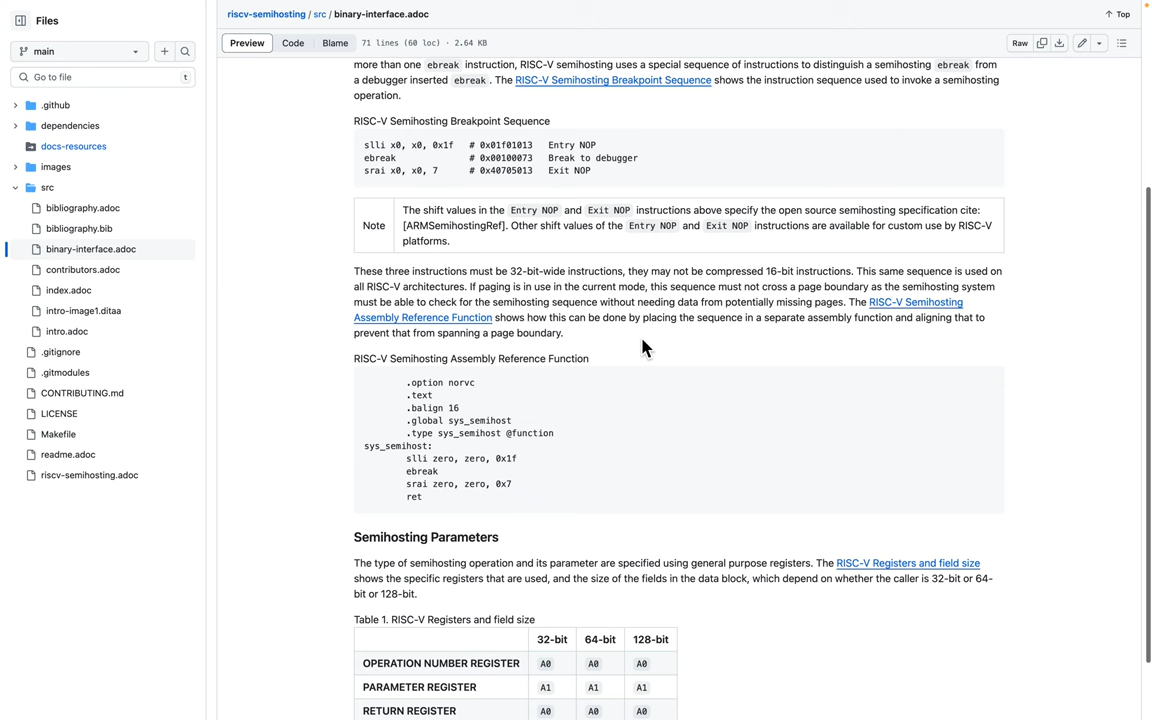 Files
main
Go to file
t
.github
dependencies
docs-resources
images
src
bibliography.adoc
bibliography.bib
binary-interface.adoc
contributors.adoc
index.adoc
intro-image1.ditaa
intro.adoc
.gitignore
.gitmodules
CONTRIBUTING.md
LICENSE
Makefile
readme.adoc
riscv-semihosting.adoc
riscv-semihosting / src / binary-interface.adoc
Top
Preview Code Blame 71 lines (60 loc) · 2.64 KB
Raw
more than one ebreak instruction, RISC-V semihosting uses a special sequence of instructions to distinguish a semihosting ebreak from
a debugger inserted ebreak . The RISC-V Semihosting Breakpoint Sequence shows the instruction sequence used to invoke a semihosting
operation.
RISC-V Semihosting Breakpoint Sequence
slli x0, x0, 0x1f # 0x01f01013 Entry NOP
ebreak # 0x00100073 Break to debugger
srai x0, x0, 7 # 0x40705013 Exit NOP
Note
The shift values in the Entry NOP and Exit NOP instructions above specify the open source semihosting specification cite:
[ARMSemihostingRef]. Other shift values of the Entry NOP and Exit NOP instructions are available for custom use by RISC-V
platforms.
These three instructions must be 32-bit-wide instructions, they may not be compressed 16-bit instructions. This same sequence is used on
all RISC-V architectures. If paging is in use in the current mode, this sequence must not cross a page boundary as the semihosting system
must be able to check for the semihosting sequence without needing data from potentially missing pages. The RISC-V Semihosting
Assembly Reference Function shows how this can be done by placing the sequence in a separate assembly function and aligning that to
prevent that from spanning a page boundary.
RISC-V Semihosting Assembly Reference Function
.option norvc
.text
.balign 16
.global sys_semihost
.type sys_semihost @function
sys_semihost:
slli zero, zero, 0x1f
ebreak
srai zero, zero, 0x7
ret
Semihosting Parameters
The type of semihosting operation and its parameter are specified using general purpose registers. The RISC-V Registers and field size
shows the specific registers that are used, and the size of the fields in the data block, which depend on whether the caller is 32-bit or 64-
bit or 128-bit.
Table 1. RISC-V Registers and field size
32-bit 64-bit 128-bit
OPERATION NUMBER REGISTER A0 A0 A0
PARAMETER REGISTER A1 A1 A1
RETURN REGISTER A0 A0 A0